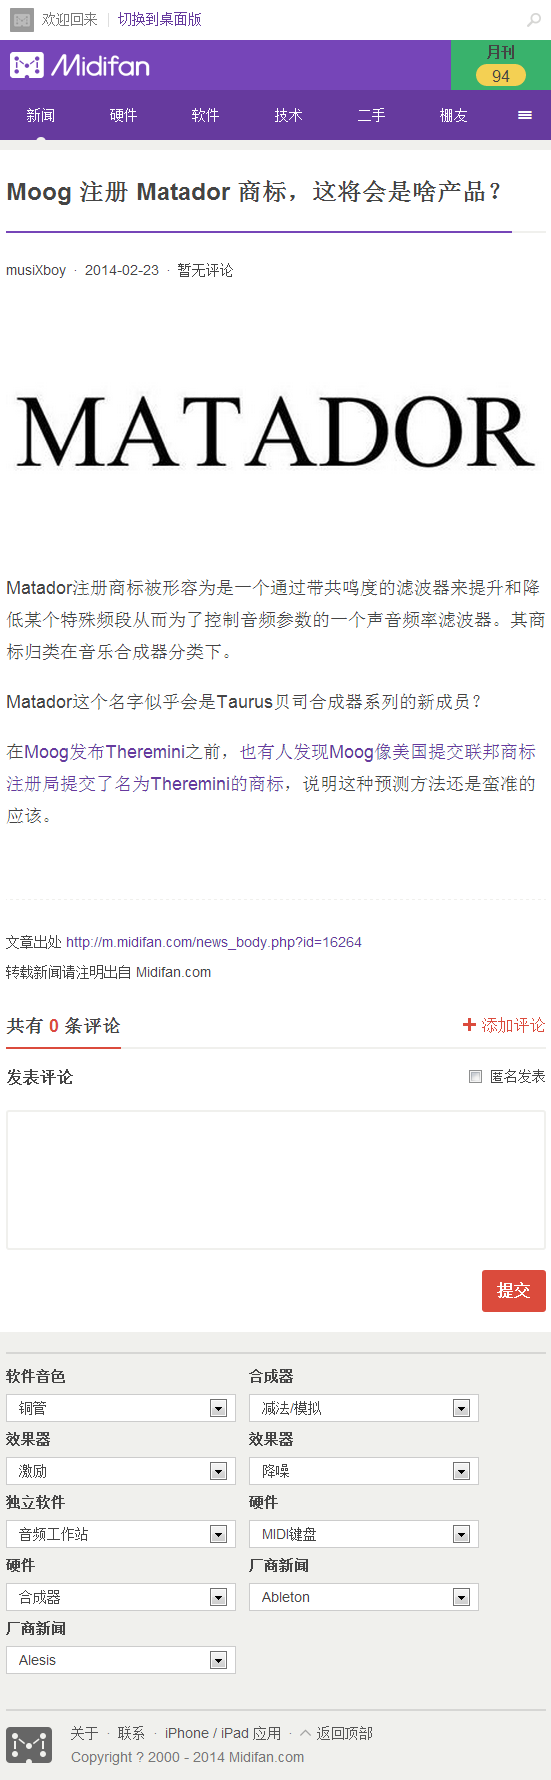 欢迎回来 切换到桌面版
Midifan
月刊
94
新闻 硬件 软件 技术 二手 棚友
Moog 注册 Matador 商标，这将会是啥产品？
musiXboy · 2014-02-23 · 暂无评论
MATADOR
Matador注册商标被形容为是一个通过带共鸣度的滤波器来提升和降
低某个特殊频段从而为了控制音频参数的一个声音频率滤波器。其商
标归类在音乐合成器分类下。
Matador这个名字似乎会是Taurus贝司合成器系列的新成员？
在Moog发布Theremini之前，也有人发现Moog像美国提交联邦商标
注册局提交了名为Theremini的商标，说明这种预测方法还是蛮准的
应该。
文章出处 http://m.midifan.com/news_body.php?id=16264
转载新闻请注明出自 Midifan.com
共有 0 条评论 添加评论
发表评论 匿名发表
提交
软件音色 合成器
铜管 减法/模拟
效果器 效果器
激励 降噪
独立软件 硬件
音频工作站 MIDI键盘
硬件 厂商新闻
合成器 Ableton
厂商新闻
Alesis
关于 · 联系 · iPhone / iPad 应用 · 返回顶部
Copyright ? 2000 - 2014 Midifan.com